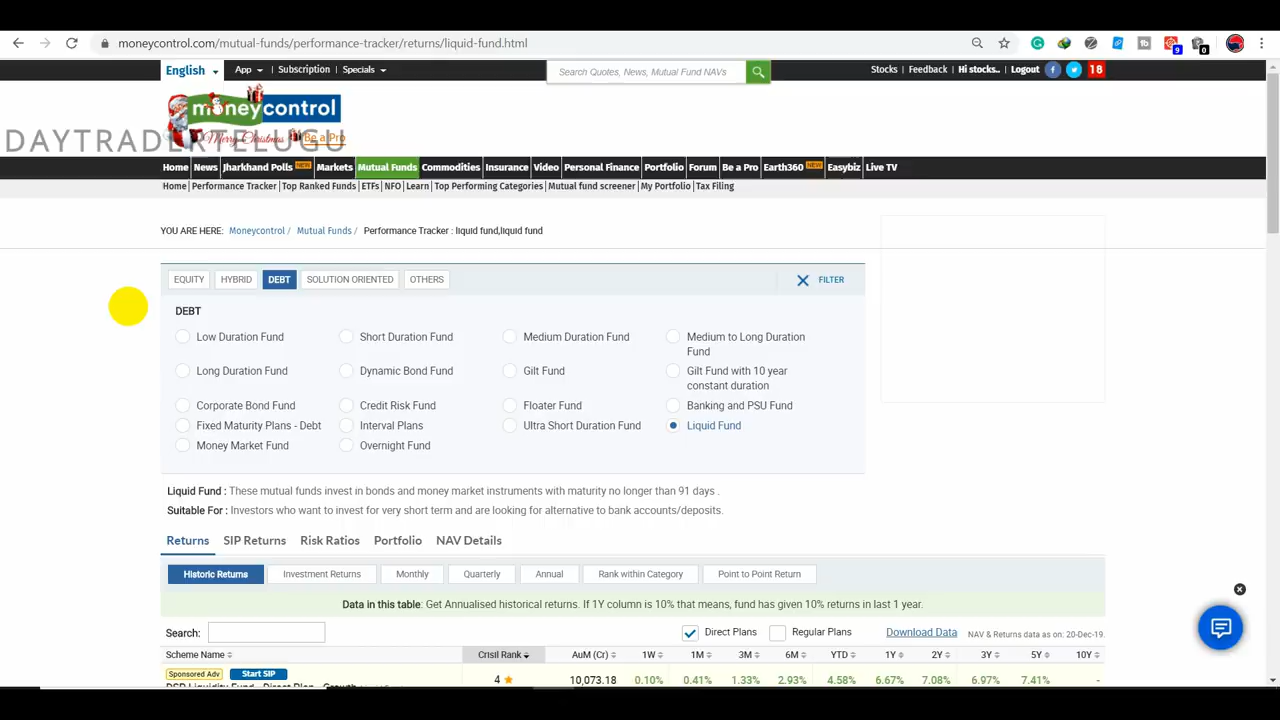 moneycontrol.com/mutual-funds/performance-tracker/returns/liquid-fund.html
9 0
English App Subscription Specials Search Quotes, News, Mutual Fund NAVs Stocks Feedback Hi stocks.. Logout f 18
moneycontrol
Merry Christmas Be a Pro
DAYTRADERTELUGU
Home News Jharkhand Polls NEW Markets Mutual Funds Commodities Insurance Video Personal Finance Portfolio Forum Be a Pro Earth360 NEW Easybiz Live TV
Home Performance Tracker Top Ranked Funds ETFs NFO Learn Top Performing Categories Mutual fund screener My Portfolio Tax Filing
YOU ARE HERE: Moneycontrol / Mutual Funds / Performance Tracker : liquid fund,liquid fund
EQUITY HYBRID DEBT SOLUTION ORIENTED OTHERS FILTER
DEBT
Low Duration Fund Short Duration Fund Medium Duration Fund Medium to Long Duration Fund
Long Duration Fund Dynamic Bond Fund Gilt Fund Gilt Fund with 10 year constant duration
Corporate Bond Fund Credit Risk Fund Floater Fund Banking and PSU Fund
Fixed Maturity Plans - Debt Interval Plans Ultra Short Duration Fund Liquid Fund
Money Market Fund Overnight Fund
Liquid Fund : These mutual funds invest in bonds and money market instruments with maturity no longer than 91 days .
Suitable For : Investors who want to invest for very short term and are looking for alternative to bank accounts/deposits.
Returns SIP Returns Risk Ratios Portfolio NAV Details
Historic Returns Investment Returns Monthly Quarterly Annual Rank within Category Point to Point Return
Data in this table: Get Annualised historical returns. If 1Y column is 10% that means, fund has given 10% returns in last 1 year.
Search: Direct Plans Regular Plans Download Data NAV & Returns data as on: 20-Dec-19.
Scheme Name Crisil Rank AuM (Cr) 1W 1M 3M 6M YTD 1Y 2Y 3Y 5Y 10Y
Sponsored Adv Start SIP
DSP Liquidity Fund - Direct Plan - Growth 4 10,073.18 0.10% 0.41% 1.33% 2.93% 4.58% 6.67% 7.08% 6.97% 7.41% -